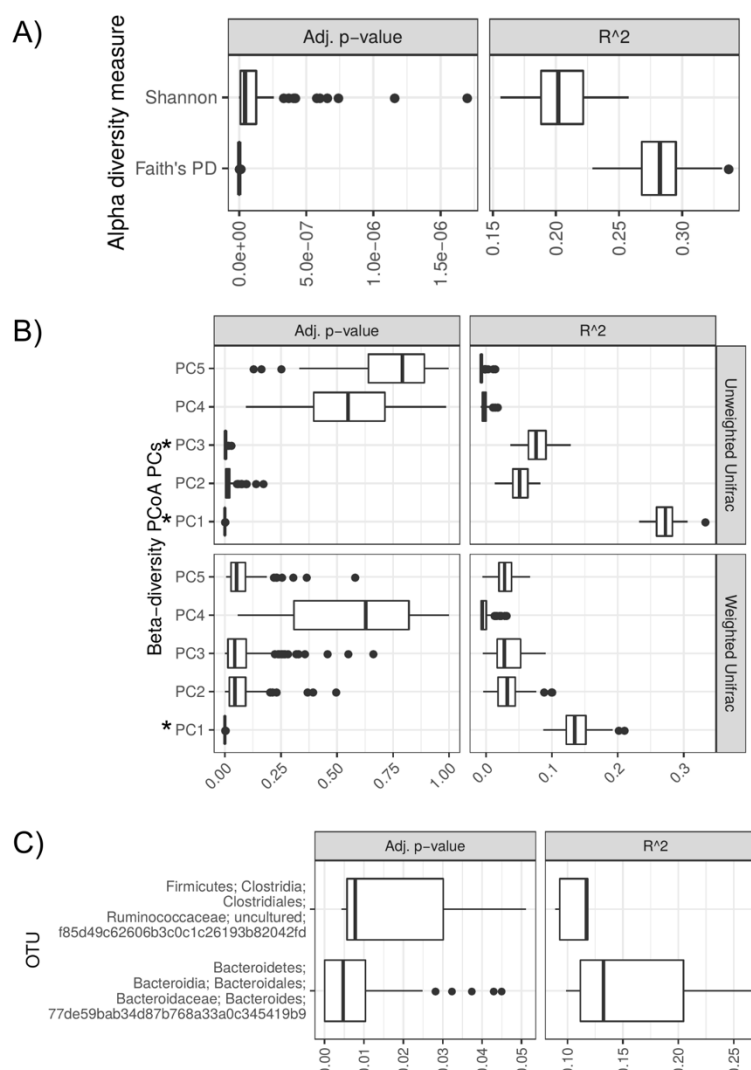 A)
Adj. p-value
R^2
Alpha diversity measure
Shannon
Faith's PD
0.0e+00
5.0e-07
1.0e-06
1.5e-06
0.15
0.20
0.25
0.30
B)
Adj. p-value
R^2
Beta-diversity PCoA PCs
PC5
PC4
* PC3
PC2
* PC1
Unweighted Unifrac
PC5
PC4
PC3
PC2
* PC1
Weighted Unifrac
0.00
0.25
0.50
0.75
1.00
0.0
0.1
0.2
0.3
C)
Adj. p-value
R^2
OTU
Firmicutes; Clostridia;
Clostridiales;
Ruminococcaceae; uncultured;
f85d49c62606b3c0c1c26193b82042fd
Bacteroidetes;
Bacteroidia; Bacteroidales;
Bacteroidaceae; Bacteroides;
77de59bab34d87b768a33a0c345419b9
0.00
0.01
0.02
0.03
0.04
0.05
0.10
0.15
0.20
0.25